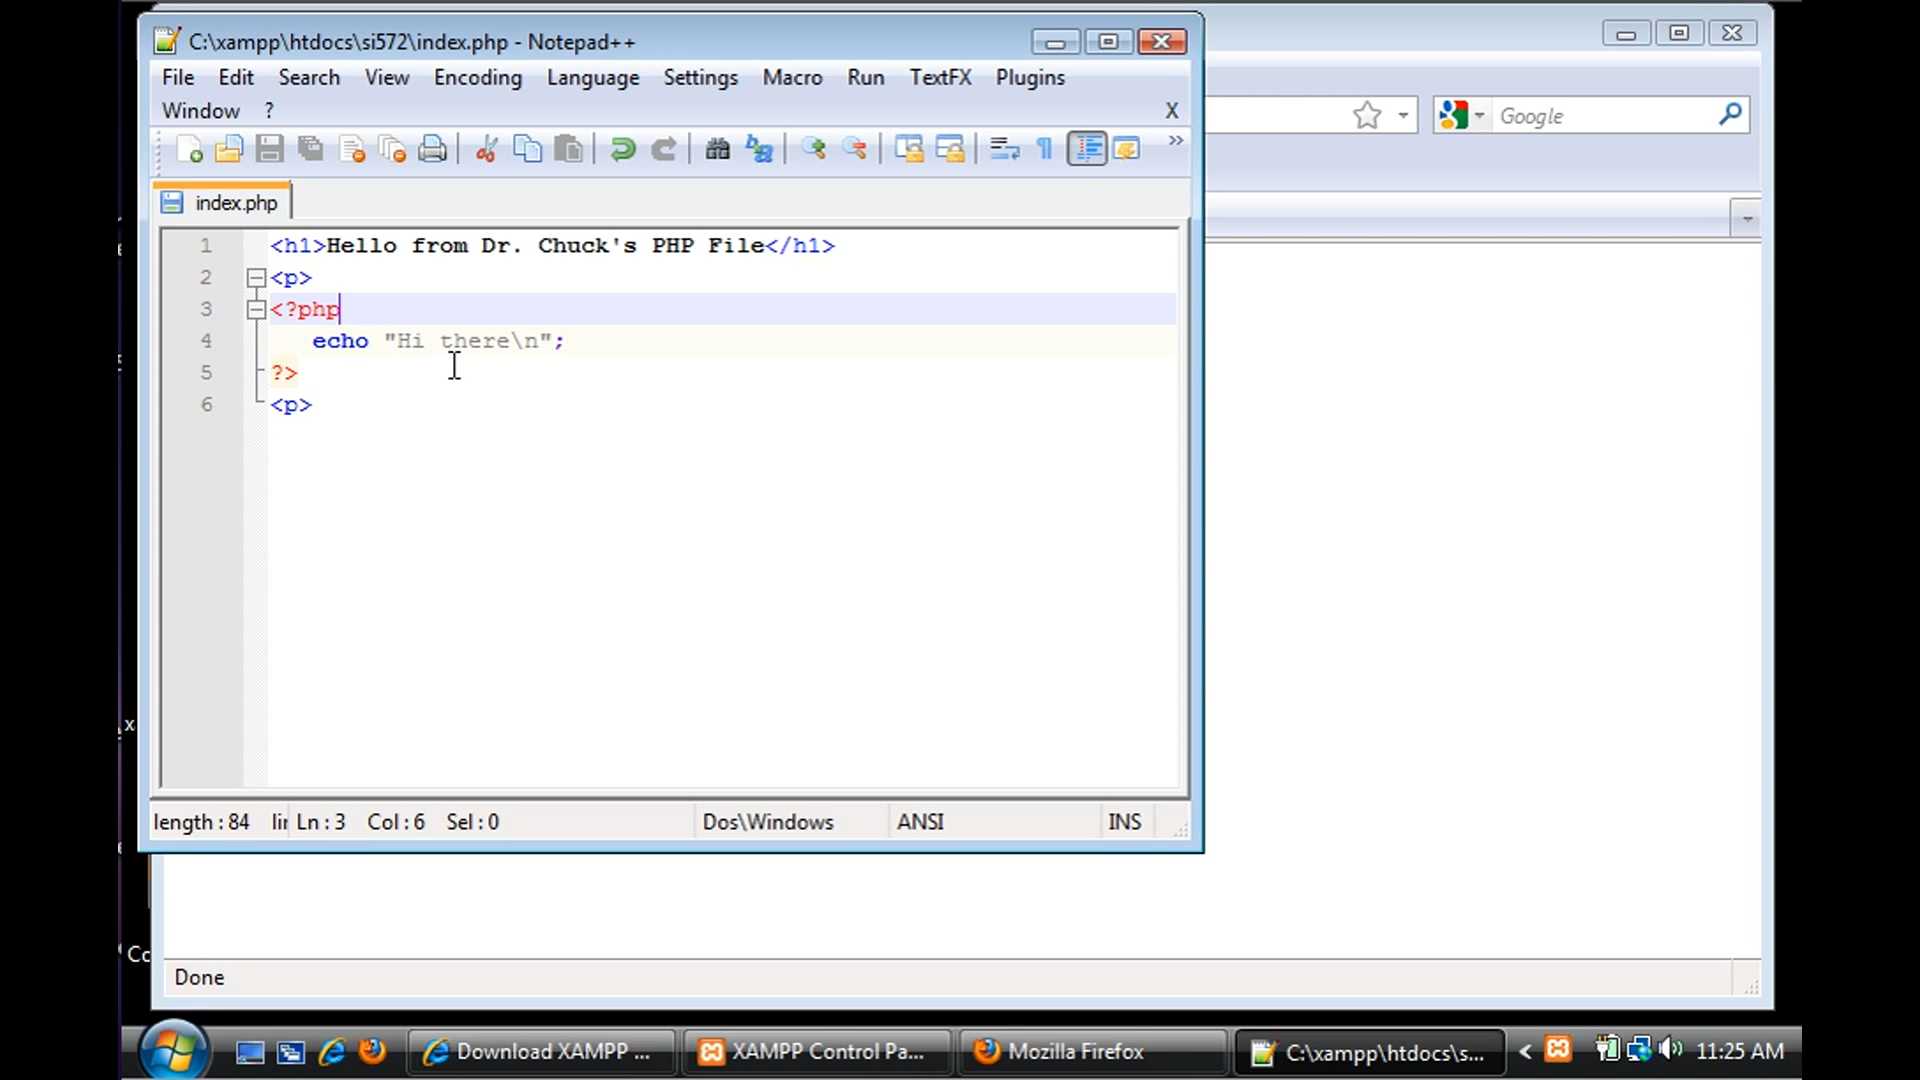 C:\xampp\htdocs\si572\index.php - Notepad++
File Edit Search View Encoding Language Settings Macro Run TextFX Plugins
Window ? X
Google
index.php
1 <h1>Hello from Dr. Chuck's PHP File</h1>
2 <p>
3 <?php
4 echo "Hi there\n";
5 ?>
6 <p>
length : 84 Ln : 3 Col : 6 Sel : 0 Dos\Windows ANSI INS
Done
Download XAMPP ... XAMPP Control Pa... Mozilla Firefox C:\xampp\htdocs\s... 11:25 AM